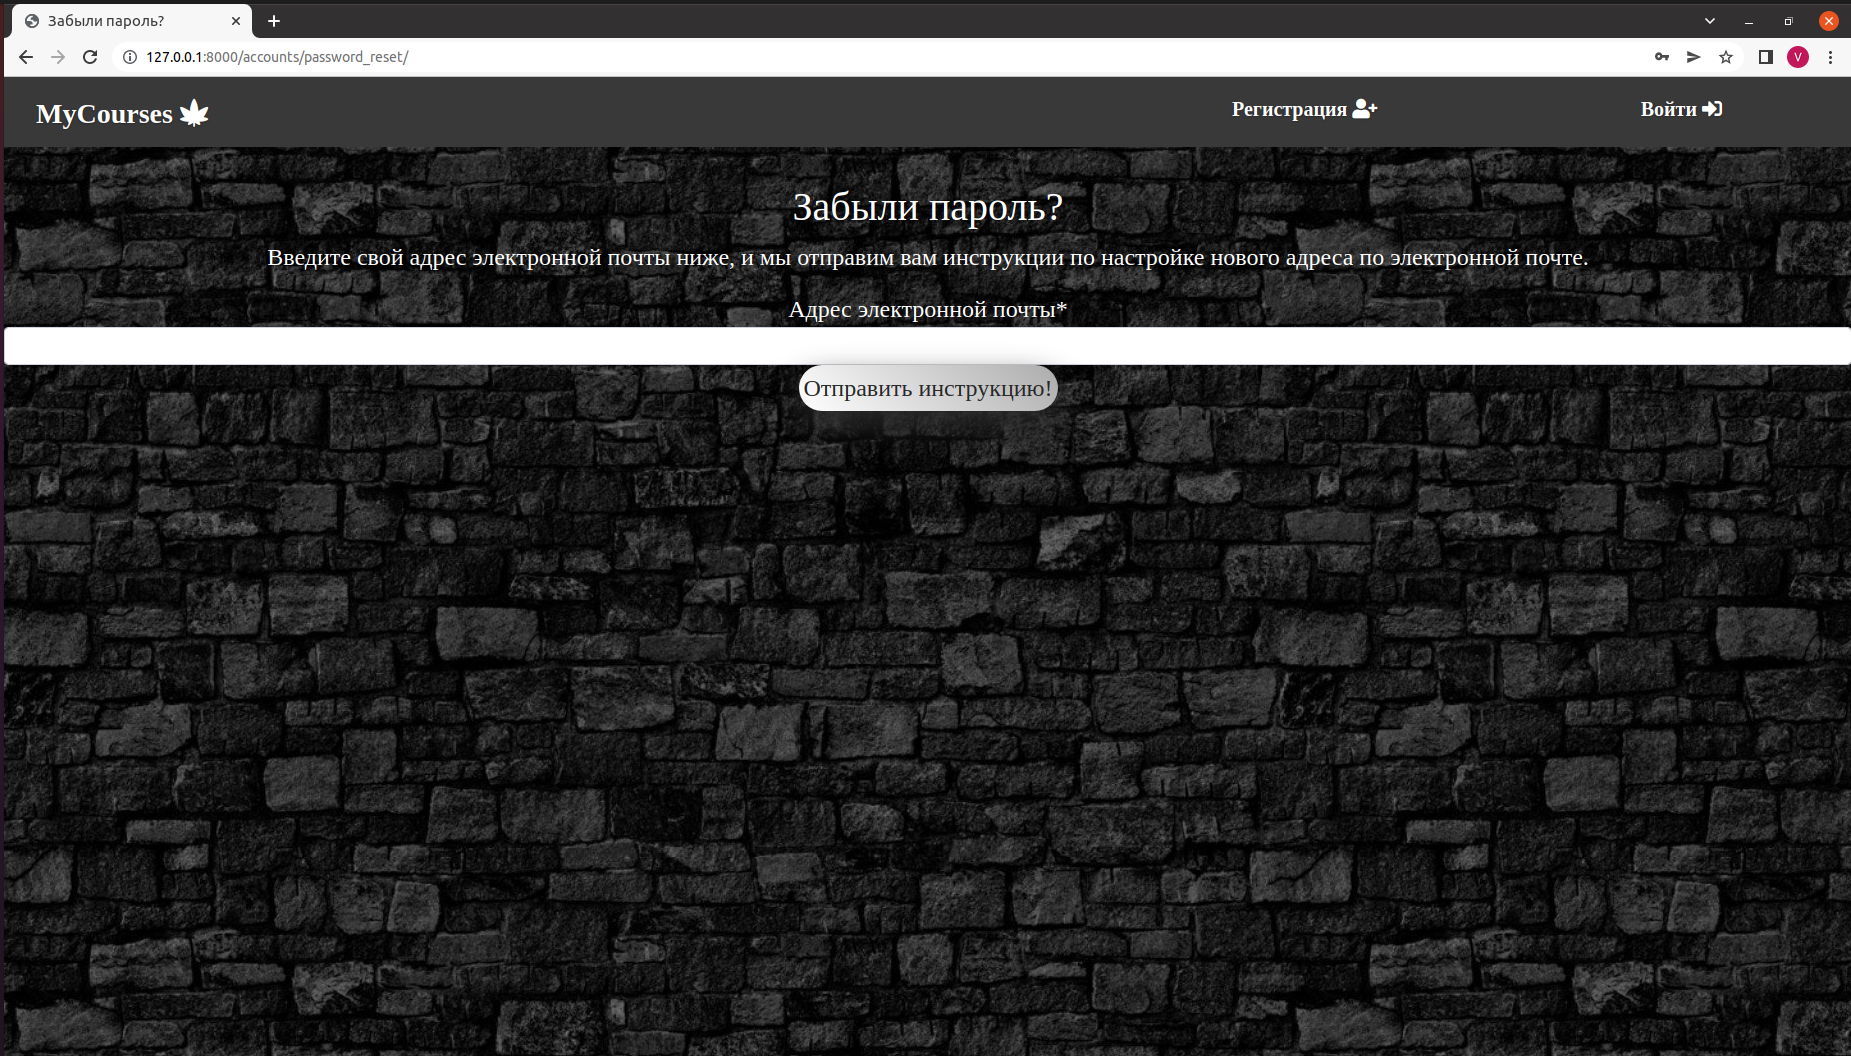 Забыли пароль?
127.0.0.1:8000/accounts/password_reset/
V
MyCourses
Регистрация
Войти
Забыли пароль?
Введите свой адрес электронной почты ниже, и мы отправим вам инструкции по настройке нового адреса по электронной почте.
Адрес электронной почты*
Отправить инструкцию!